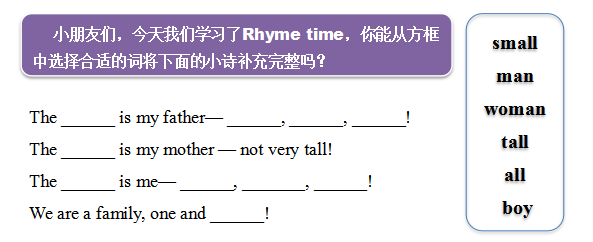 小朋友们，今天我们学习了Rhyme time，你能从方框
中选择合适的词将下面的小诗补充完整吗？
The ______ is my father— ______, ______, ______!
The ______ is my mother — not very tall!
The ______ is me— ______, _______, ______!
We are a family, one and ______!
small
man
woman
tall
all
boy